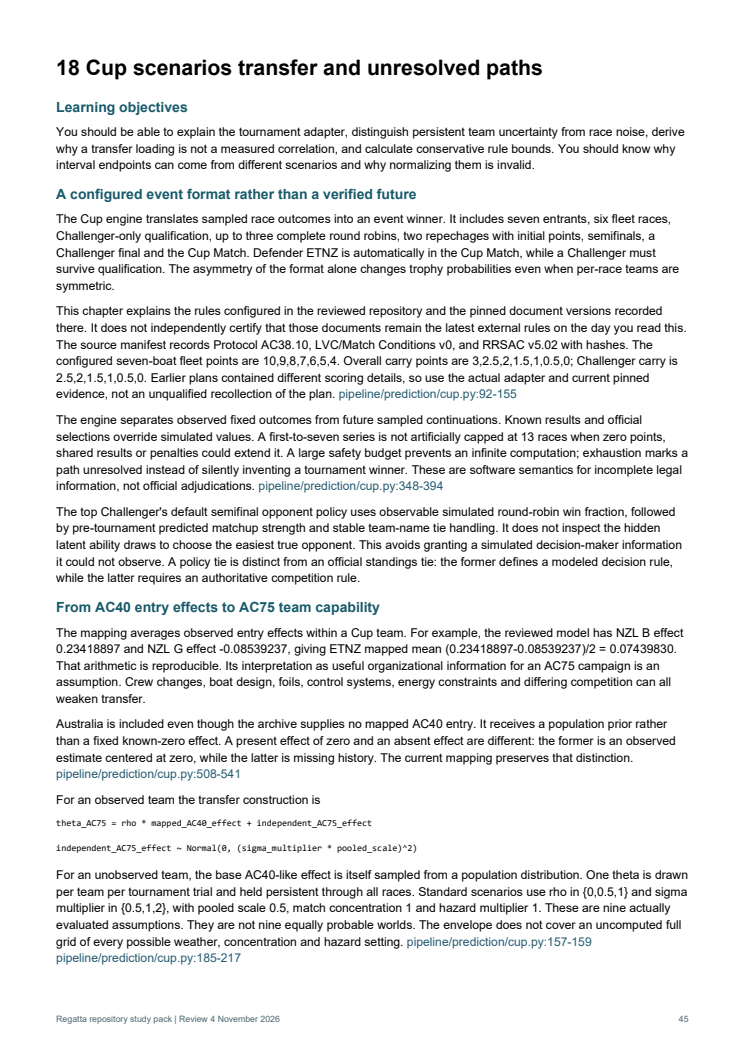 18 Cup scenarios transfer and unresolved paths
Learning objectives
You should be able to explain the tournament adapter, distinguish persistent team uncertainty from race noise, derive
why a transfer loading is not a measured correlation, and calculate conservative rule bounds. You should know why
interval endpoints can come from different scenarios and why normalizing them is invalid.
A configured event format rather than a verified future
The Cup engine translates sampled race outcomes into an event winner. It includes seven entrants, six fleet races,
Challenger-only qualification, up to three complete round robins, two repechages with initial points, semifinals, a
Challenger final and the Cup Match. Defender ETNZ is automatically in the Cup Match, while a Challenger must
survive qualification. The asymmetry of the format alone changes trophy probabilities even when per-race teams are
symmetric.
This chapter explains the rules configured in the reviewed repository and the pinned document versions recorded
there. It does not independently certify that those documents remain the latest external rules on the day you read this.
The source manifest records Protocol AC38.10, LVC/Match Conditions v0, and RRSAC v5.02 with hashes. The
configured seven-boat fleet points are 10,9,8,7,6,5,4. Overall carry points are 3,2.5,2,1.5,1,0.5,0; Challenger carry is
2.5,2,1.5,1,0.5,0. Earlier plans contained different scoring details, so use the actual adapter and current pinned
evidence, not an unqualified recollection of the plan. pipeline/prediction/cup.py:92-155
The engine separates observed fixed outcomes from future sampled continuations. Known results and official
selections override simulated values. A first-to-seven series is not artificially capped at 13 races when zero points,
shared results or penalties could extend it. A large safety budget prevents an infinite computation; exhaustion marks a
path unresolved instead of silently inventing a tournament winner. These are software semantics for incomplete legal
information, not official adjudications. pipeline/prediction/cup.py:348-394
The top Challenger's default semifinal opponent policy uses observable simulated round-robin win fraction, followed
by pre-tournament predicted matchup strength and stable team-name tie handling. It does not inspect the hidden
latent ability draws to choose the easiest true opponent. This avoids granting a simulated decision-maker information
it could not observe. A policy tie is distinct from an official standings tie: the former defines a modeled decision rule,
while the latter requires an authoritative competition rule.
From AC40 entry effects to AC75 team capability
The mapping averages observed entry effects within a Cup team. For example, the reviewed model has NZL B effect
0.23418897 and NZL G effect -0.08539237, giving ETNZ mapped mean (0.23418897-0.08539237)/2 = 0.07439830.
That arithmetic is reproducible. Its interpretation as useful organizational information for an AC75 campaign is an
assumption. Crew changes, boat design, foils, control systems, energy constraints and differing competition can all
weaken transfer.
Australia is included even though the archive supplies no mapped AC40 entry. It receives a population prior rather
than a fixed known-zero effect. A present effect of zero and an absent effect are different: the former is an observed
estimate centered at zero, while the latter is missing history. The current mapping preserves that distinction.
pipeline/prediction/cup.py:508-541
For an observed team the transfer construction is
theta_AC75 = rho * mapped_AC40_effect + independent_AC75_effect
independent_AC75_effect ~ Normal(0, (sigma_multiplier * pooled_scale)^2)
For an unobserved team, the base AC40-like effect is itself sampled from a population distribution. One theta is drawn
per team per tournament trial and held persistent through all races. Standard scenarios use rho in {0,0.5,1} and sigma
multiplier in {0.5,1,2}, with pooled scale 0.5, match concentration 1 and hazard multiplier 1. These are nine actually
evaluated assumptions. They are not nine equally probable worlds. The envelope does not cover an uncomputed full
grid of every possible weather, concentration and hazard setting. pipeline/prediction/cup.py:157-159
pipeline/prediction/cup.py:185-217
Regatta repository study pack | Review 4 November 2026
45